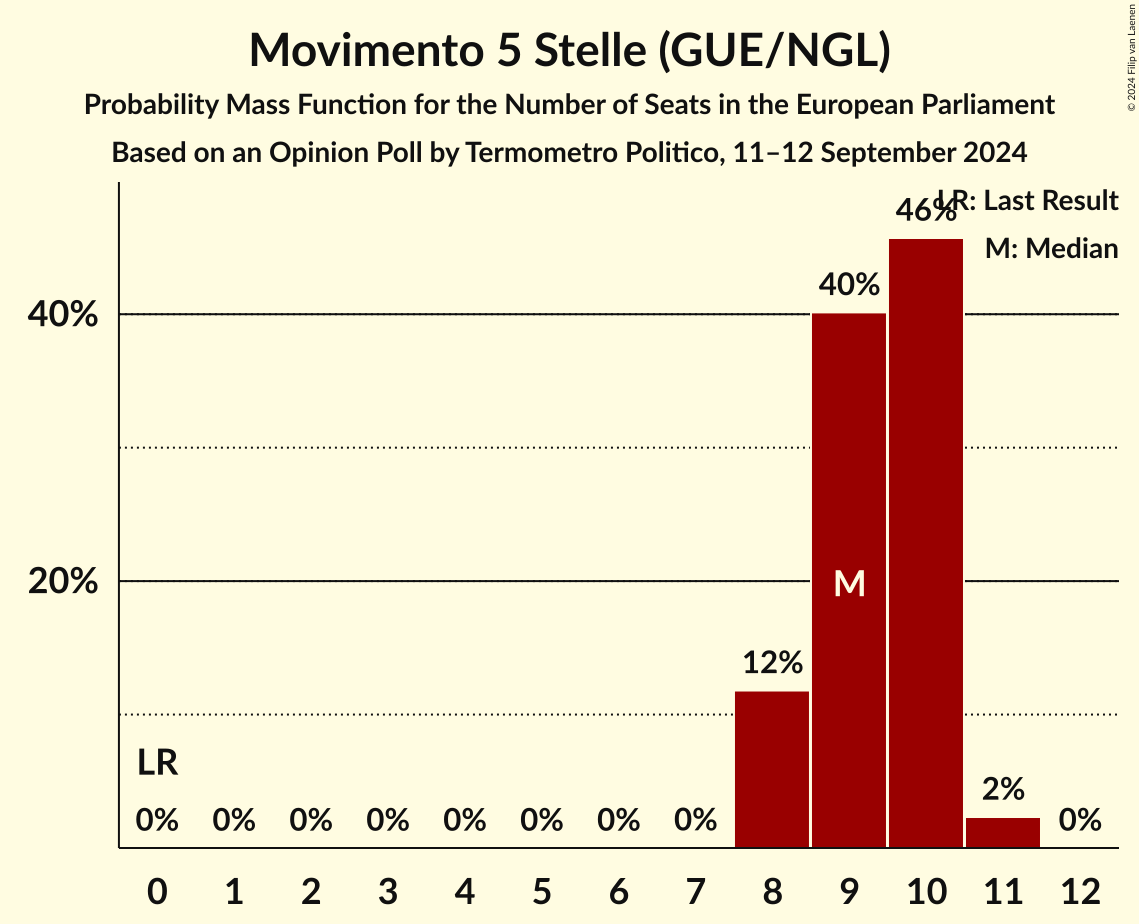 Movimento 5 Stelle (GUE/NGL)
Probability Mass Function for the Number of Seats in the European Parliament
Based on an Opinion Poll by Termometro Politico, 11–12 September 2024
© 2024 Filip van Laenen
LR: Last Result
M: Median
46%
40%
40%
20%
M
12%
LR
2%
0% 0% 0% 0% 0% 0% 0% 0% 0%
0 1 2 3 4 5 6 7 8 9 10 11 12